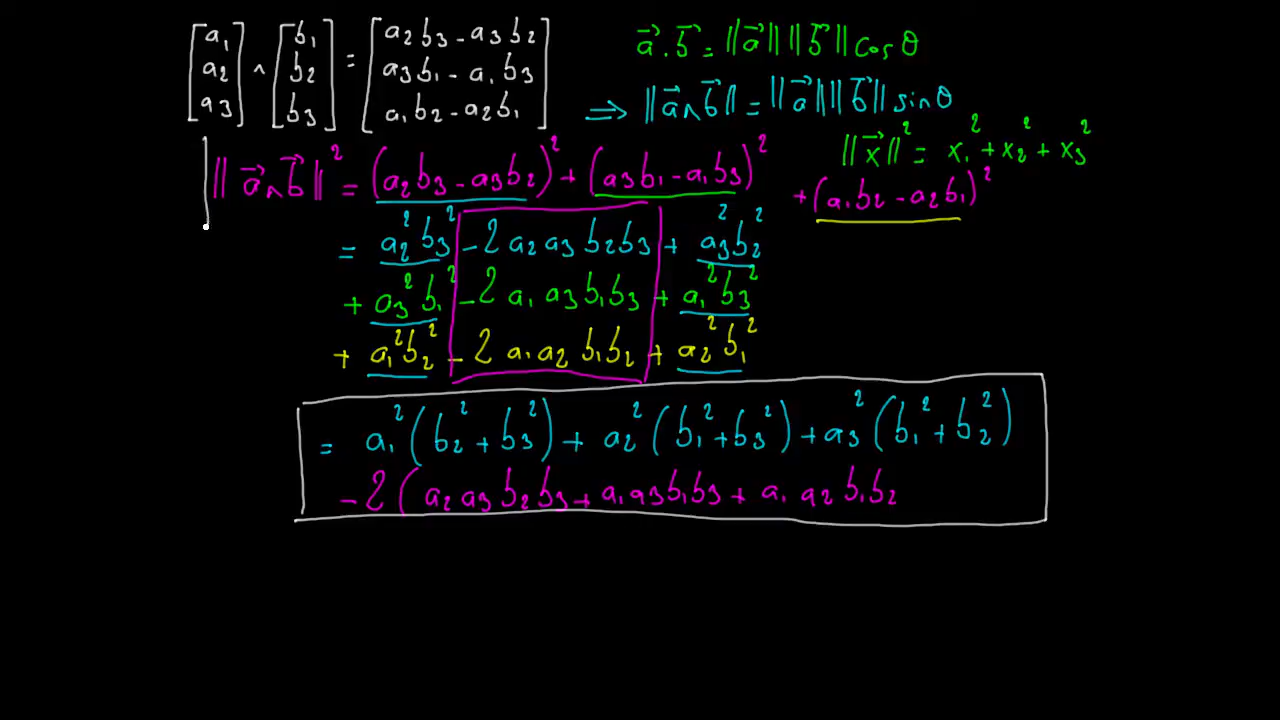 [a₁ a₂ a₃] ∧ [b₁ b₂ b₃] = [a₂b₃ - a₃b₂ a₃b₁ - a₁b₃ a₁b₂ - a₂b₁]
a⃗ . b⃗ = ||a⃗|| ||b⃗|| cos θ
⇒ ||a⃗ ∧ b⃗|| = ||a⃗|| ||b⃗|| sin θ
||x⃗||² = x₁² + x₂² + x₃²
||a⃗ ∧ b⃗||² = (a₂b₃ - a₃b₂)² + (a₃b₁ - a₁b₃)² + (a₁b₂ - a₂b₁)²
= a₂²b₃² - 2a₂a₃b₂b₃ + a₃²b₂²
+ a₃²b₁² - 2a₁a₃b₁b₃ + a₁²b₃²
+ a₁²b₂² - 2a₁a₂b₁b₂ + a₂²b₁²
= a₁²(b₂² + b₃²) + a₂²(b₁² + b₃²) + a₃²(b₁² + b₂²)
- 2(a₂a₃b₂b₃ + a₁a₃b₁b₃ + a₁a₂b₁b₂